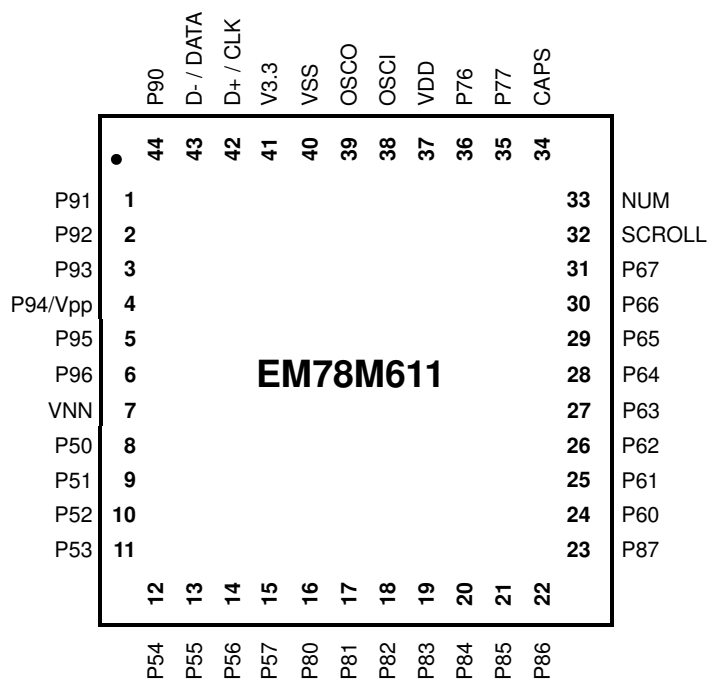 P90 D- / DATA D+ / CLK V3.3 VSS OSCO OSCI VDD P76 P77 CAPS
44 43 42 41 40 39 38 37 36 35 34
P91 1 33 NUM
P92 2 32 SCROLL
P93 3 31 P67
P94/Vpp 4 30 P66
P95 5 29 P65
P96 6 EM78M611 28 P64
VNN 7 27 P63
P50 8 26 P62
P51 9 25 P61
P52 10 24 P60
P53 11 23 P87
12 13 14 15 16 17 18 19 20 21 22
P54 P55 P56 P57 P80 P81 P82 P83 P84 P85 P86